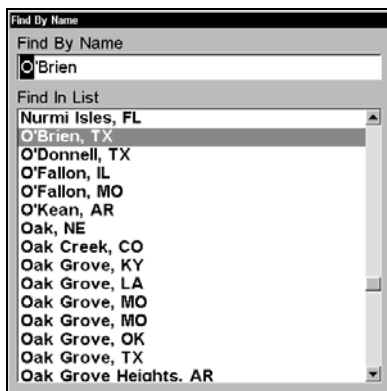 Find By Name
Find By Name
O'Brien
Find In List
Nurmi Isles, FL
O'Brien, TX
O'Donnell, TX
O'Fallon, IL
O'Fallon, MO
O'Kean, AR
Oak, NE
Oak Creek, CO
Oak Grove, KY
Oak Grove, LA
Oak Grove, MO
Oak Grove, MO
Oak Grove, OK
Oak Grove, TX
Oak Grove Heights, AR